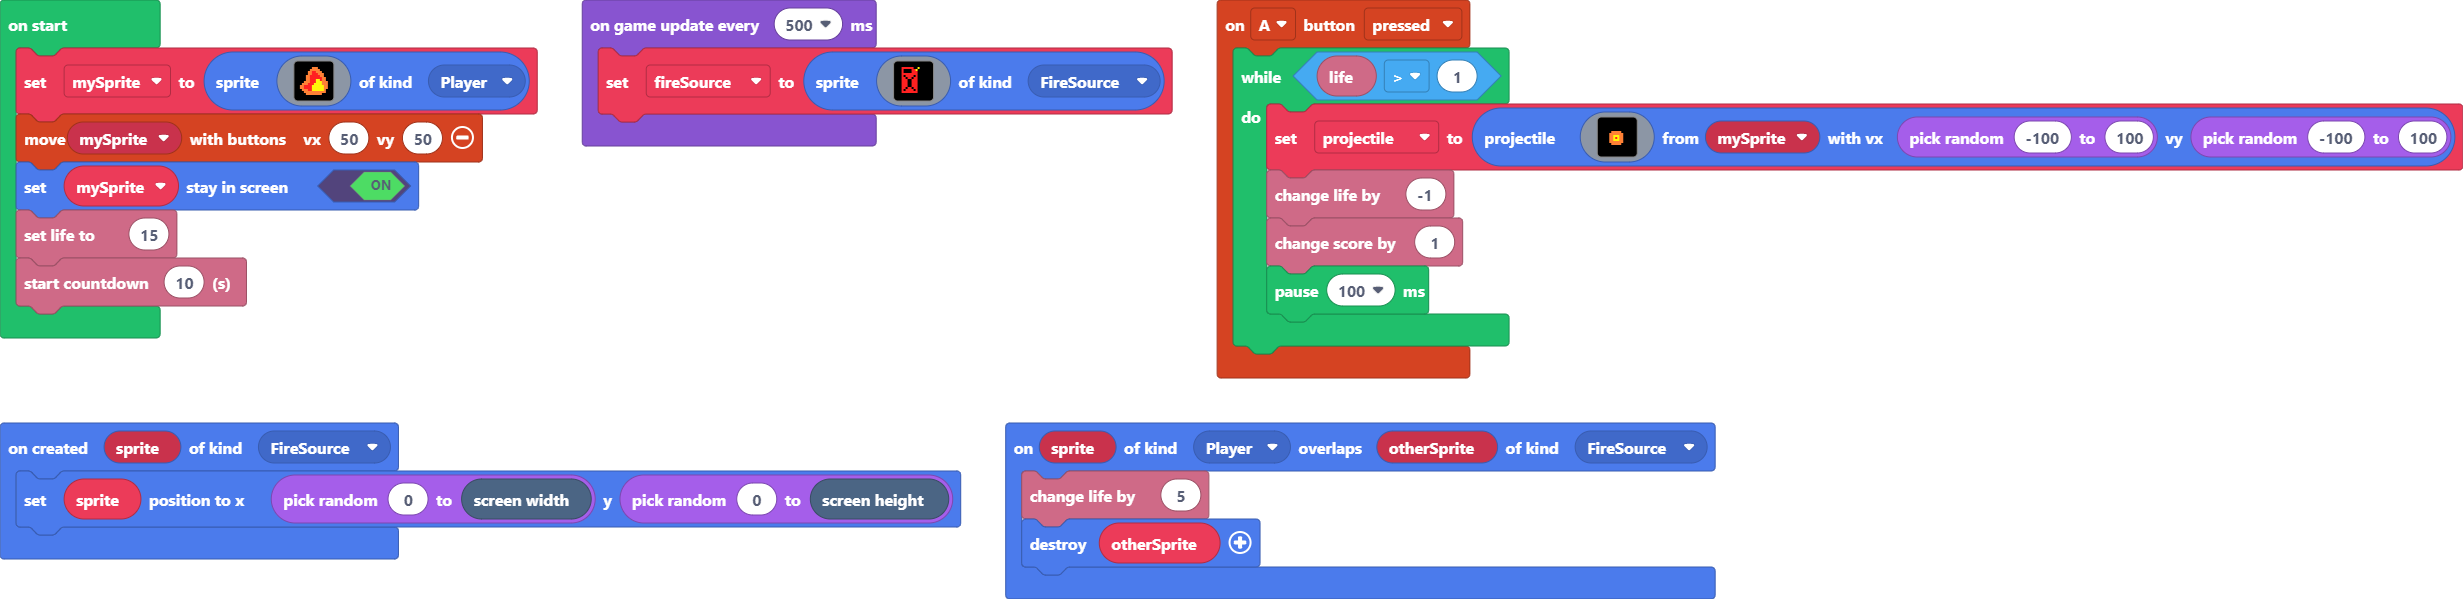 on start
set mySprite to sprite of kind Player
move mySprite with buttons vx 50 vy 50
set mySprite stay in screen ON
set life to 15
start countdown 10 (s)
on game update every 500 ms
set fireSource to sprite of kind FireSource
on A button pressed
while life > 1
do
set projectile to projectile from mySprite with vx pick random -100 to 100 vy pick random -100 to 100
change life by -1
change score by 1
pause 100 ms
on created sprite of kind FireSource
set sprite position to x pick random 0 to screen width y pick random 0 to screen height
on sprite of kind Player overlaps otherSprite of kind FireSource
change life by 5
destroy otherSprite